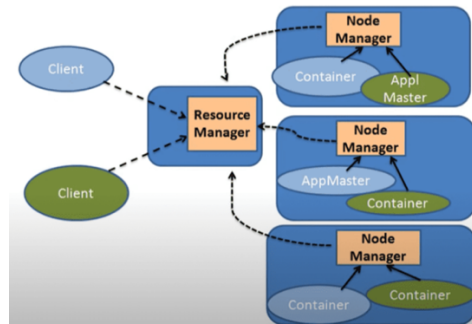 Client
Client
Resource
Manager
Node
Manager
Container
Appl
Master
Node
Manager
AppMaster
Container
Node
Manager
Container
Container